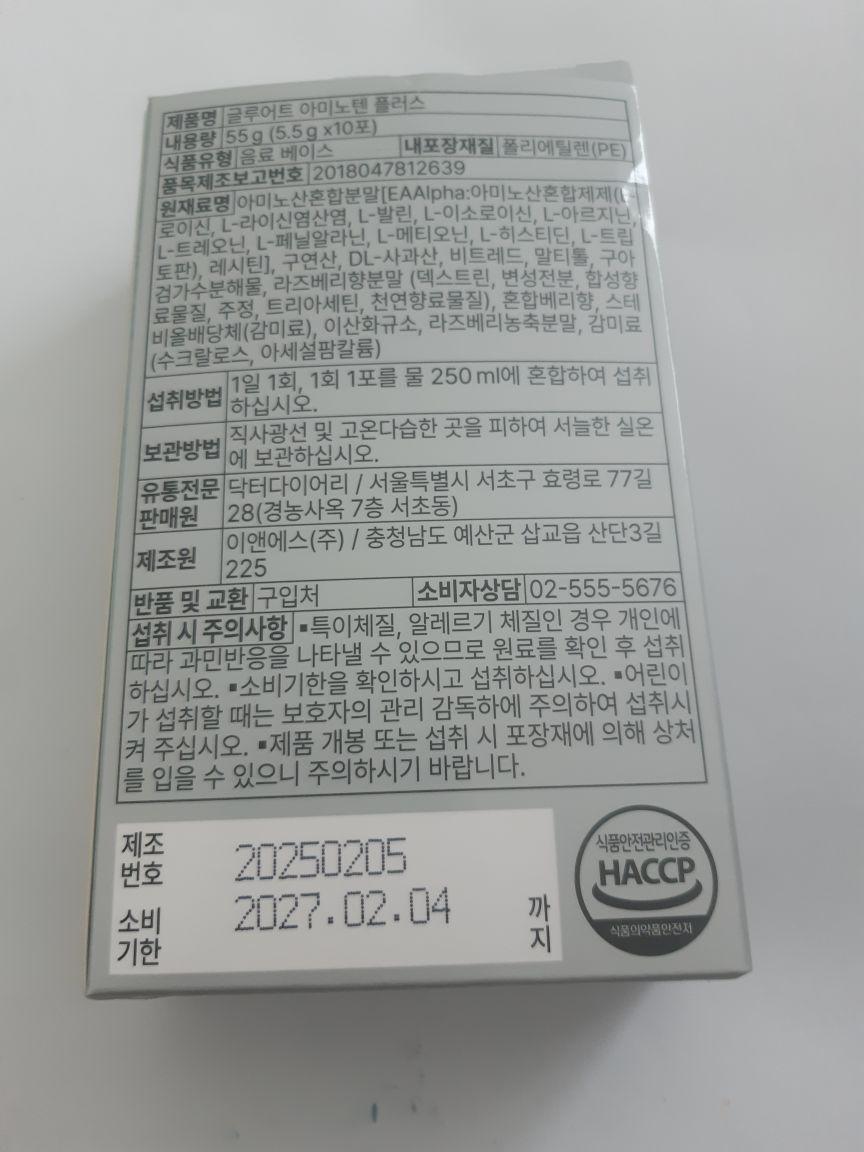 제품명 글루어트 아미노텐 플러스
내용량 55 g (5.5 g x10포)
식품유형 음료 베이스 내포장재질 폴리에틸렌(PE)
품목제조보고번호 2018047812639
원재료명 아미노산혼합분말[EAAlpha:아미노산혼합제제(L-
로이신, L-라이신염산염, L-발린, L-이소로이신, L-아르지닌,
L-트레오닌, L-페닐알라닌, L-메티오닌, L-히스티딘, L-트립
토판), 레시틴], 구연산, DL-사과산, 비트레드, 말티톨, 구아
검가수분해물, 라즈베리향분말 (덱스트린, 변성전분, 합성향
료물질, 주정, 트리아세틴, 천연향료물질), 혼합베리향, 스테
비올배당체(감미료), 이산화규소, 라즈베리농축분말, 감미료
(수크랄로스, 아세설팜칼륨)
섭취방법 1일 1회, 1회 1포를 물 250 ml에 혼합하여 섭취
하십시오.
보관방법 직사광선 및 고온다습한 곳을 피하여 서늘한 실온
에 보관하십시오.
유통전문 닥터다이어리 / 서울특별시 서초구 효령로 77길
판매원 28(경농사옥 7층 서초동)
제조원 이앤에스(주) / 충청남도 예산군 삽교읍 산단3길
225
반품 및 교환 구입처 소비자상담 02-555-5676
섭취 시 주의사항 ▪특이체질, 알레르기 체질인 경우 개인에
따라 과민반응을 나타낼 수 있으므로 원료를 확인 후 섭취
하십시오. ▪소비기한을 확인하시고 섭취하십시오. ▪어린이
가 섭취할 때는 보호자의 관리 감독하에 주의하여 섭취시
켜 주십시오. ▪제품 개봉 또는 섭취 시 포장재에 의해 상처
를 입을 수 있으니 주의하시기 바랍니다.
제조
번호 20250205
소비 2027.02.04 까
기한 지
식품안전관리인증
HACCP
식품의약품안전처